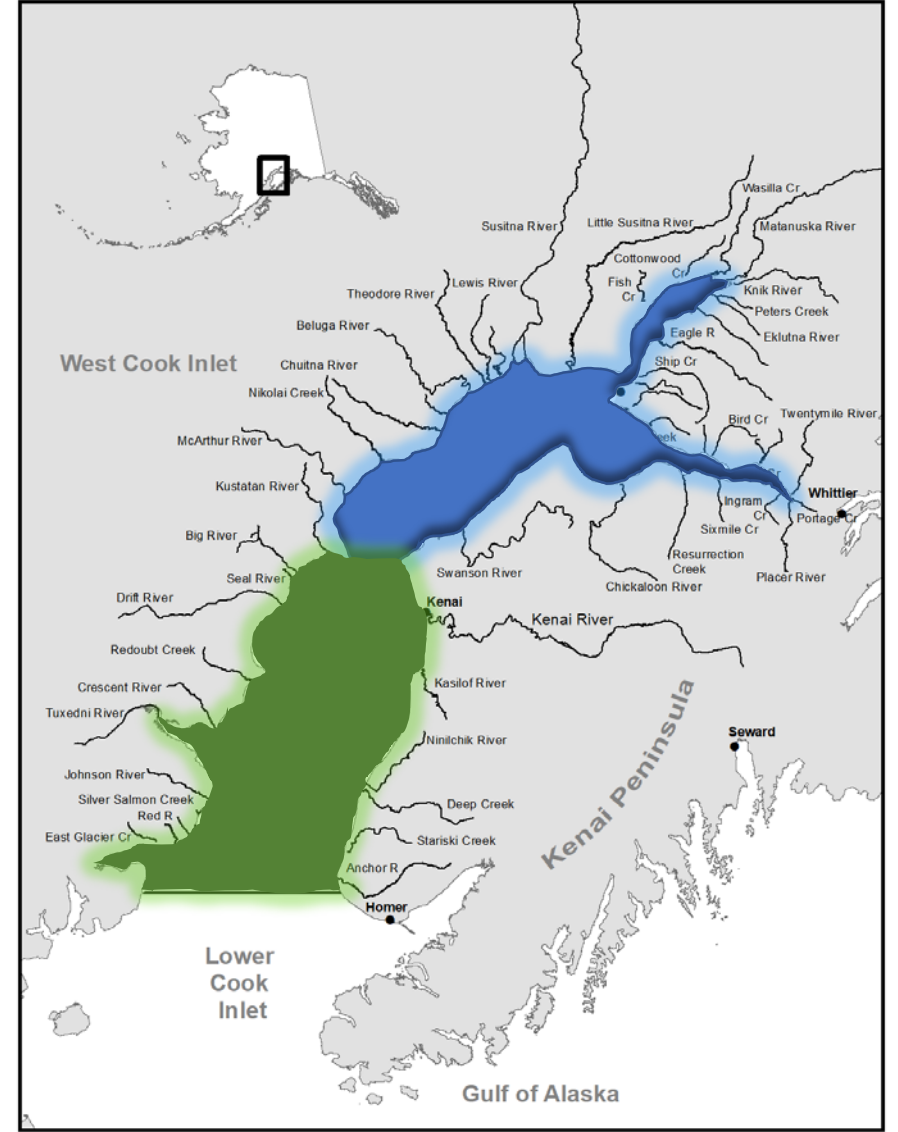 Wasilla Cr
Susitna River
Little Susitna River
Matanuska River
Cottonwood
Cr
Fish
Cr
Lewis River
Theodore River
Knik River
Peters Creek
Beluga River
Eagle R
Eklutna River
West Cook Inlet
Chuitna River
Ship Cr
Nikolai Creek
Bird Cr
Twentymile River
McArthur River
Kustatan River
Whittier
Ingram
Cr
Portage Cr
Sixmile Cr
Big River
Resurrection
Creek
Swanson River
Seal River
Chickaloon River
Placer River
Drift River
Kenai
Kenai River
Redoubt Creek
Crescent River
Kasilof River
Tuxedni River
Kenai Peninsula
Seward
Ninilchik River
Johnson River
Silver Salmon Creek
Deep Creek
Red R
East Glacier Cr
Stariski Creek
Anchor R
Homer
Lower
Cook
Inlet
Gulf of Alaska